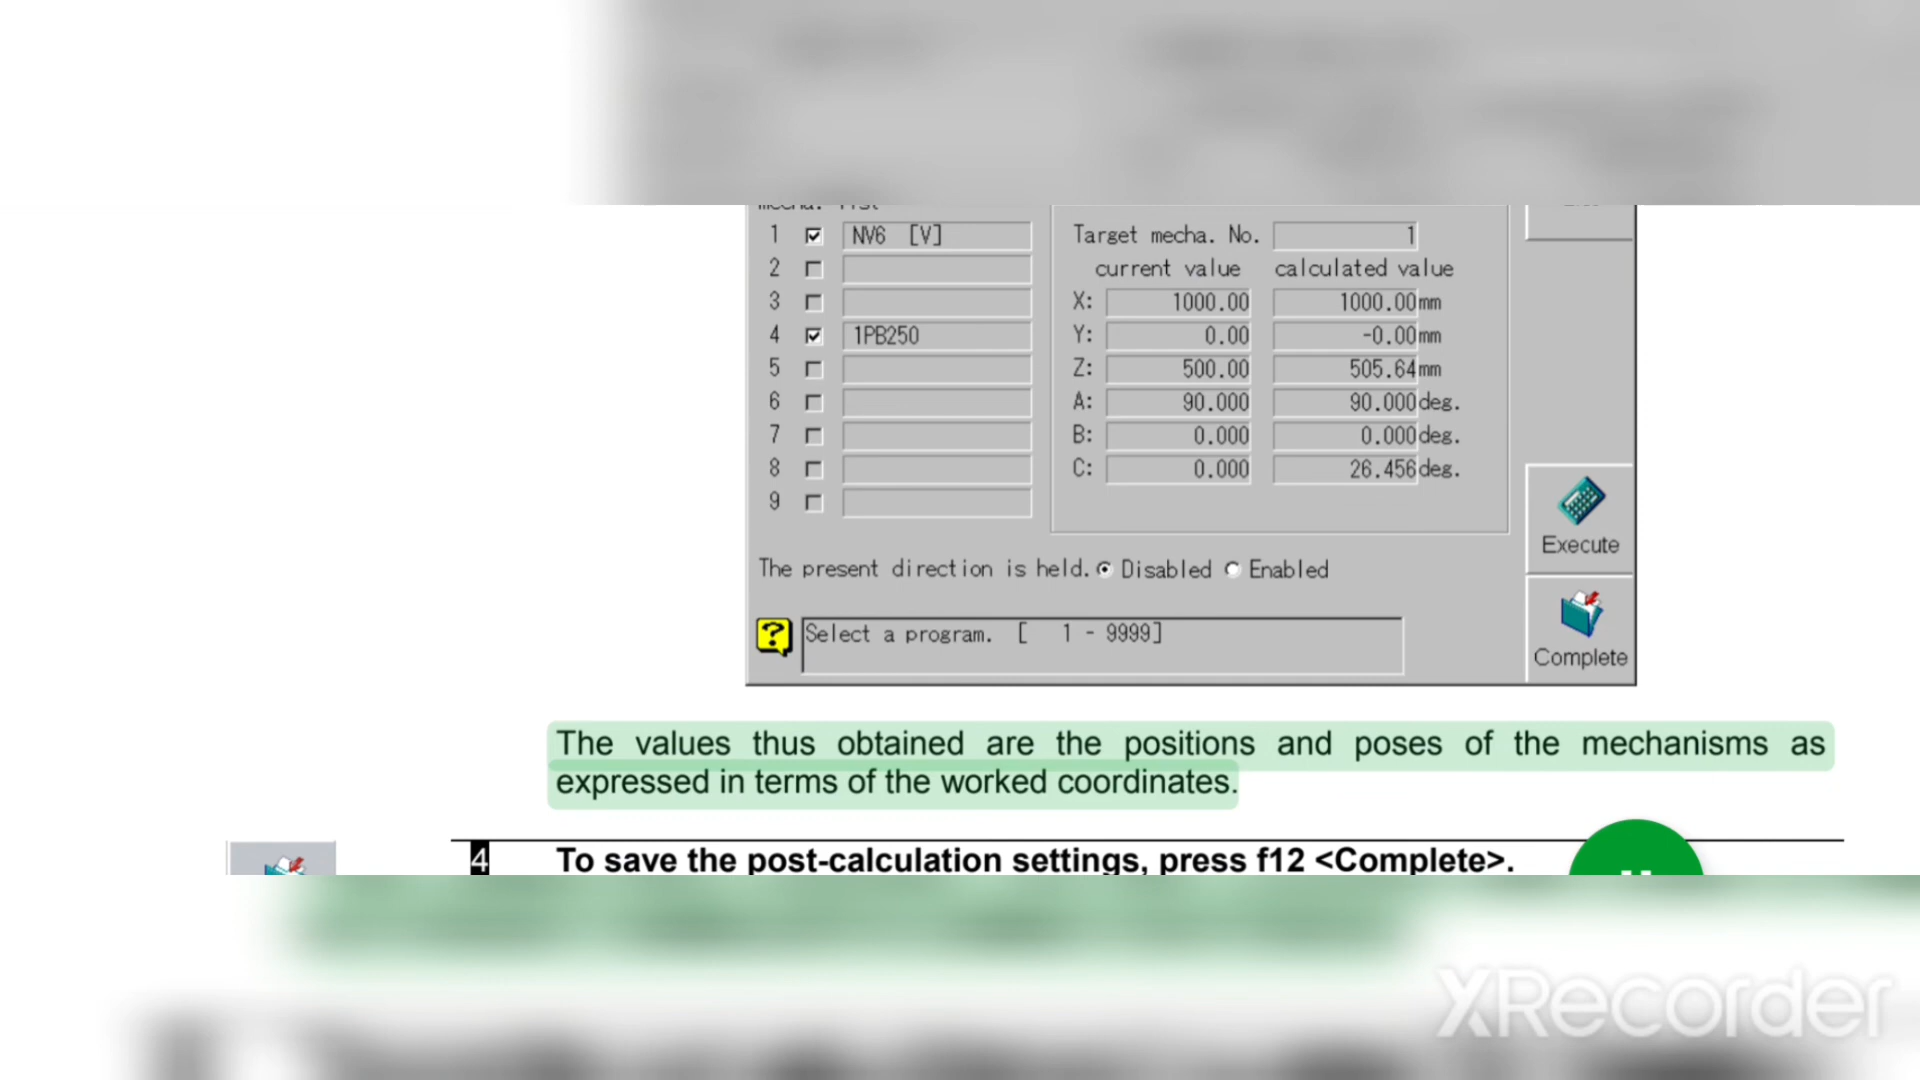 1 NV6 [V] Target mecha. No. 1
2 current value calculated value
3 X: 1000.00 1000.00mm
4 1PB250 Y: 0.00 -0.00mm
5 Z: 500.00 505.64mm
6 A: 90.000 90.000deg.
7 B: 0.000 0.000deg.
8 C: 0.000 26.456deg.
9
Execute
The present direction is held. Disabled Enabled
Select a program. [ 1 - 9999]
Complete
The values thus obtained are the positions and poses of the mechanisms as
expressed in terms of the worked coordinates.
4 To save the post-calculation settings, press f12 <Complete>.
XRecorder